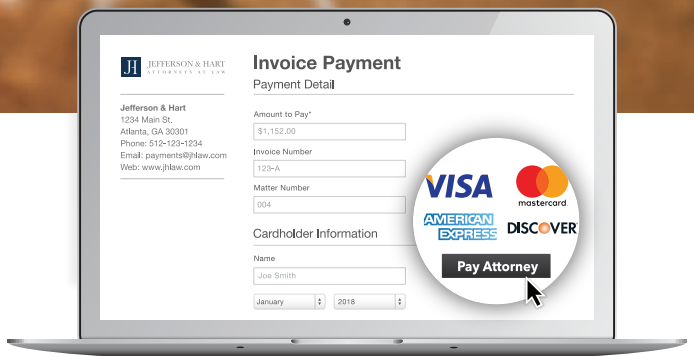 JH JEFFERSON & HART
ATTORNEYS AT LAW
Jefferson & Hart
1234 Main St.
Atlanta, GA 30301
Phone: 512-123-1234
Email: payments@jhlaw.com
Web: www.jhlaw.com
Invoice Payment
Payment Detail
Amount to Pay*
$1,152.00
Invoice Number
123-A
Matter Number
004
Cardholder Information
Name
Joe Smith
January 2018
VISA mastercard.
AMERICAN EXPRESS DISCOVER
Pay Attorney